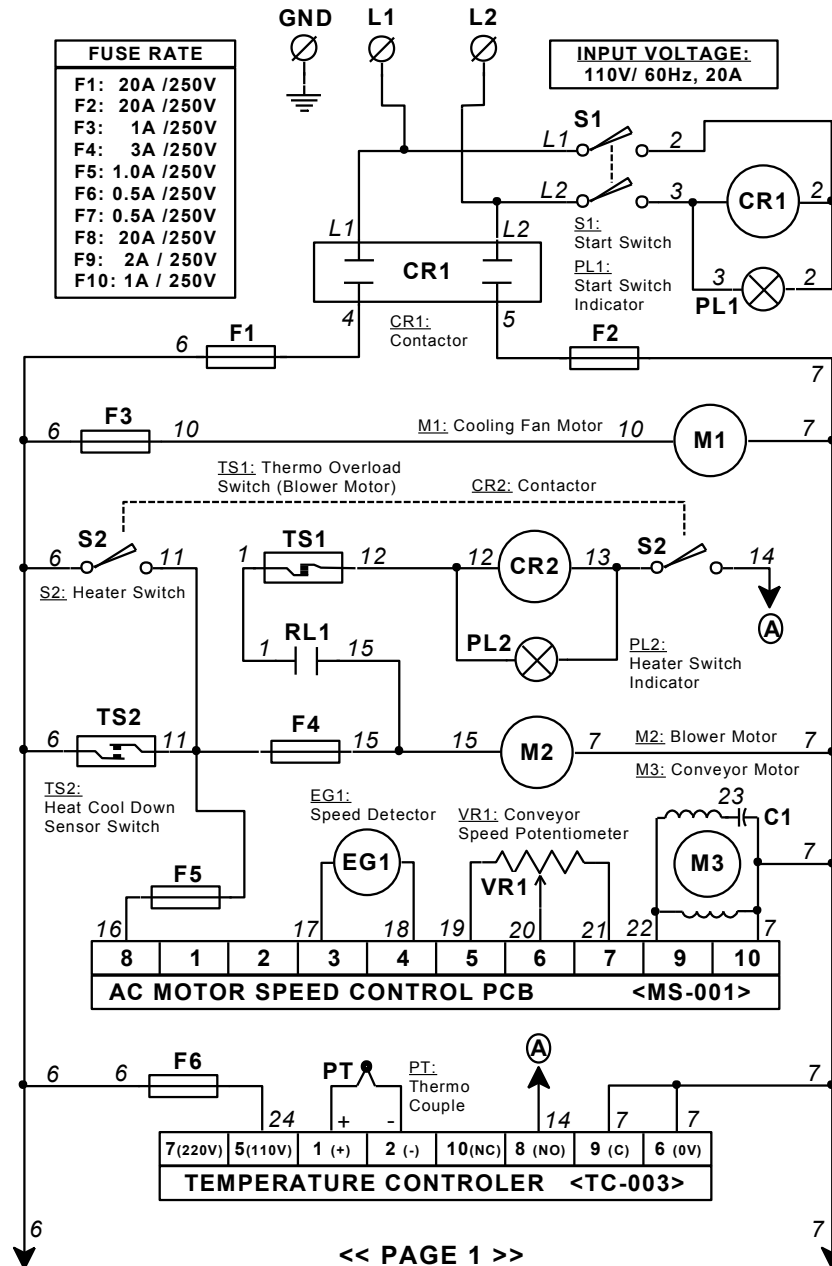 GND L1 L2
FUSE RATE
F1: 20A /250V
F2: 20A /250V
F3: 1A /250V
F4: 3A /250V
F5: 1.0A /250V
F6: 0.5A /250V
F7: 0.5A /250V
F8: 20A /250V
F9: 2A / 250V
F10: 1A / 250V
INPUT VOLTAGE:
110V/ 60Hz, 20A
S1
L1 2
L2 3 CR1 2
S1:
Start Switch
PL1:
Start Switch
Indicator
3 PL1 2
L1 CR1 L2
4 5
CR1:
Contactor
6 F1 F2 7
6 F3 10 M1: Cooling Fan Motor 10 M1 7
TS1: Thermo Overload
Switch (Blower Motor)
CR2: Contactor
6 S2 11 1 TS1 12 12 CR2 13 S2 14
S2: Heater Switch
A
1 RL1 15 PL2
PL2:
Heater Switch
Indicator
6 TS2 11 F4 15 15 M2 7 M2: Blower Motor 7
M3: Conveyor Motor
TS2:
Heat Cool Down
Sensor Switch
EG1:
Speed Detector
VR1: Conveyor
Speed Potentiometer
23 C1
F5 EG1 VR1 M3 7
16 17 18 19 20 21 22 7
8 1 2 3 4 5 6 7 9 10
AC MOTOR SPEED CONTROL PCB <MS-001>
6 6 F6 PT A 7
PT:
Thermo
Couple
24 + - 14 7 7
7(220V) 5(110V) 1 (+) 2 (-) 10(NC) 8 (NO) 9 (C) 6 (0V)
TEMPERATURE CONTROLER <TC-003>
6 7
<< PAGE 1 >>